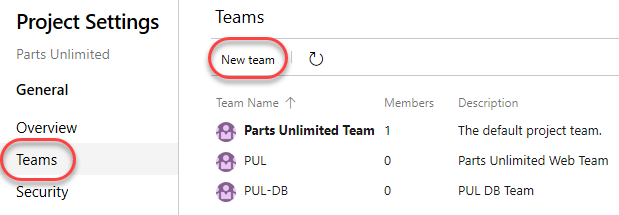 Project Settings
Parts Unlimited
General
Overview
Teams
Security
Teams
New team
Team Name Members Description
Parts Unlimited Team 1 The default project team.
PUL 0 Parts Unlimited Web Team
PUL-DB 0 PUL DB Team